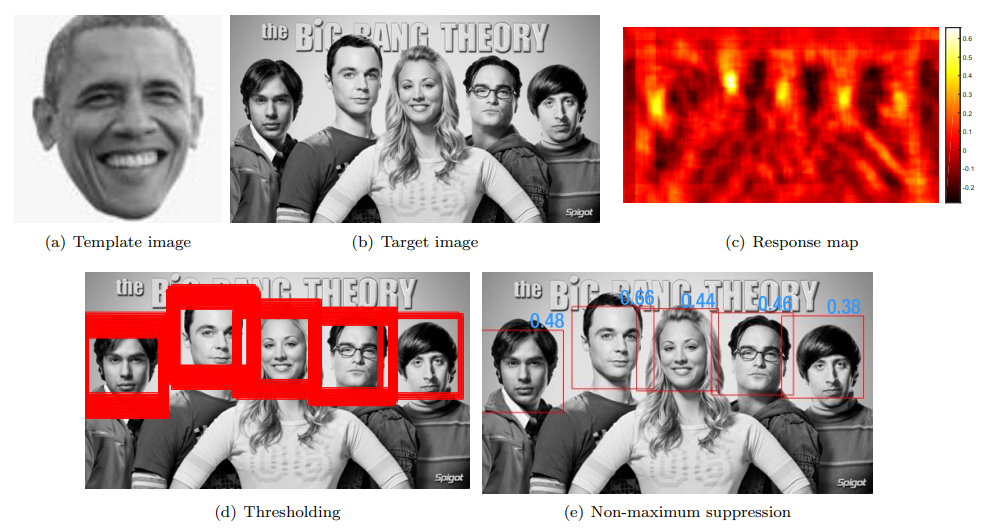 the BiG BANG THEORY
Spigot
0.6
0.5
0.4
0.3
0.2
0.1
0
-0.1
-0.2
(a) Template image
(b) Target image
(c) Response map
the BiG BANG THEORY
Spigot
the BiG BANG THEORY
0.48
0.66
0.44
0.46
0.38
Spigot
(d) Thresholding
(e) Non-maximum suppression